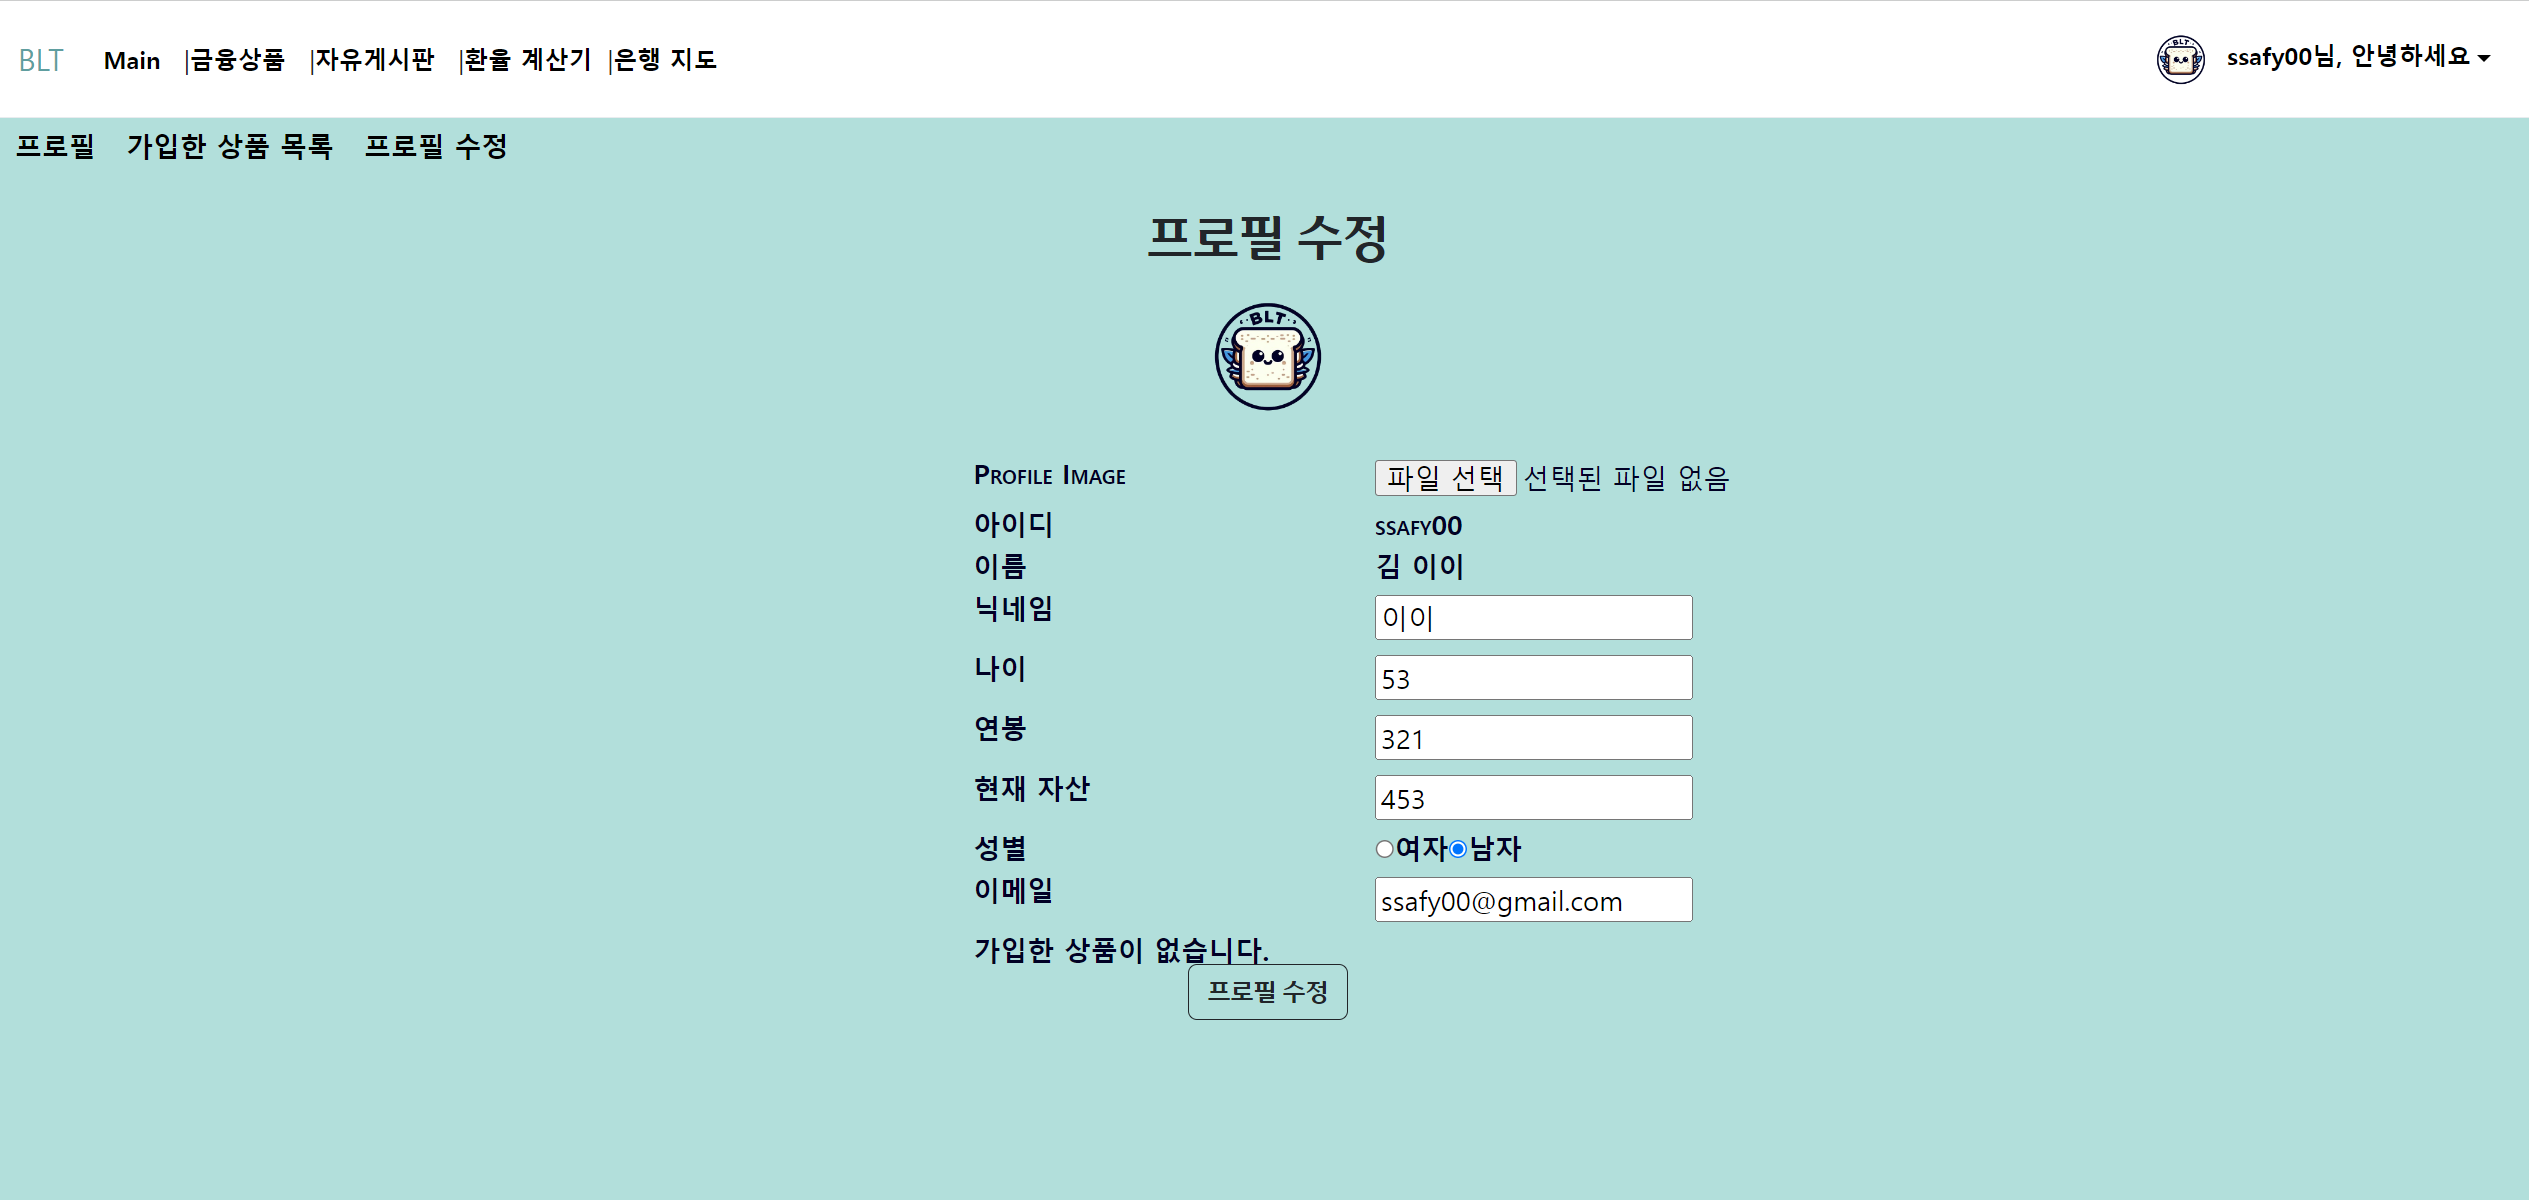 BLT Main |금융상품 |자유게시판 |환율 계산기 |은행 지도 BLT ssafy00님, 안녕하세요
프로필 가입한 상품 목록 프로필 수정
프로필 수정
BLT
Profile Image 파일 선택 선택된 파일 없음
아이디 ssafy00
이름 김 이이
닉네임 이이
나이 53
연봉 321
현재 자산 453
성별 여자 남자
이메일 ssafy00@gmail.com
가입한 상품이 없습니다.
프로필 수정